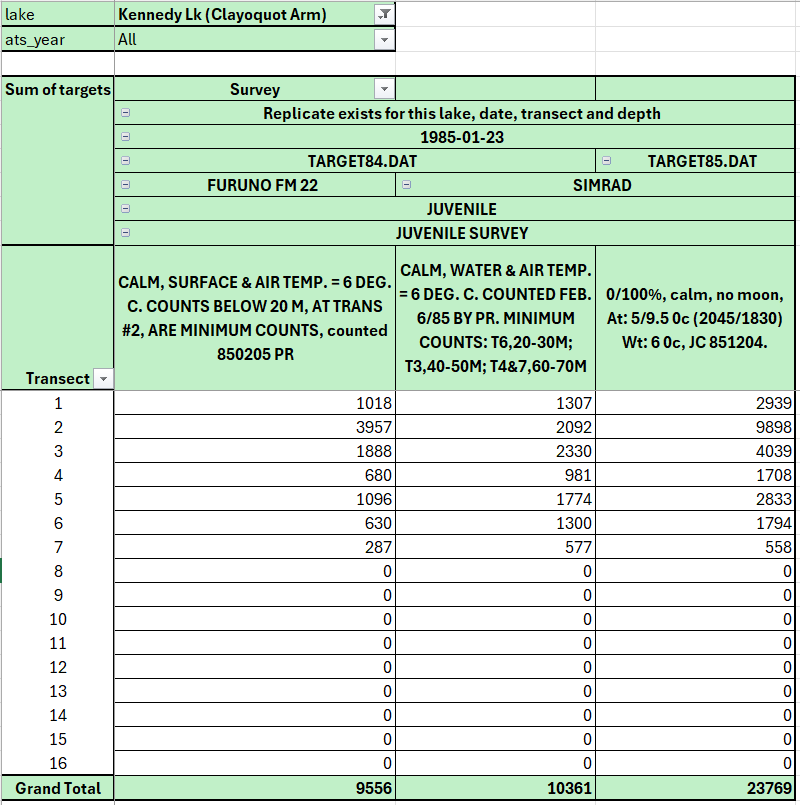 lake Kennedy Lk (Clayoquot Arm)
ats_year All
Sum of targets Survey
Replicate exists for this lake, date, transect and depth
1985-01-23
TARGET84.DAT TARGET85.DAT
FURUNO FM 22 SIMRAD
JUVENILE
JUVENILE SURVEY
Transect
CALM, SURFACE & AIR TEMP. = 6 DEG.
C. COUNTS BELOW 20 M, AT TRANS
#2, ARE MINIMUM COUNTS, counted
850205 PR
CALM, WATER & AIR TEMP.
= 6 DEG. C. COUNTED FEB.
6/85 BY PR. MINIMUM
COUNTS: T6,20-30M;
T3,40-50M; T4&7,60-70M
0/100%, calm, no moon,
At: 5/9.5 0c (2045/1830)
Wt: 6 0c, JC 851204.
1 1018 1307 2939
2 3957 2092 9898
3 1888 2330 4039
4 680 981 1708
5 1096 1774 2833
6 630 1300 1794
7 287 577 558
8 0 0 0
9 0 0 0
10 0 0 0
11 0 0 0
12 0 0 0
13 0 0 0
14 0 0 0
15 0 0 0
16 0 0 0
Grand Total 9556 10361 23769